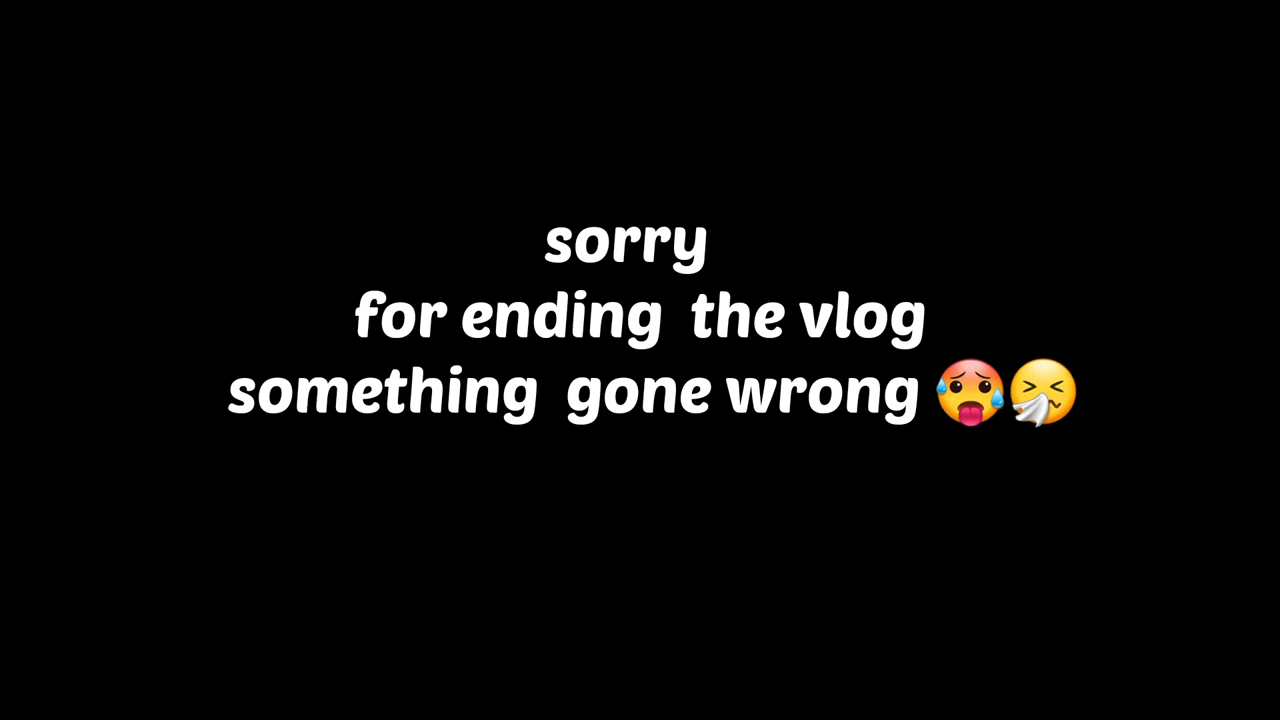 sorry
for ending the vlog
something gone wrong 🥵🤧